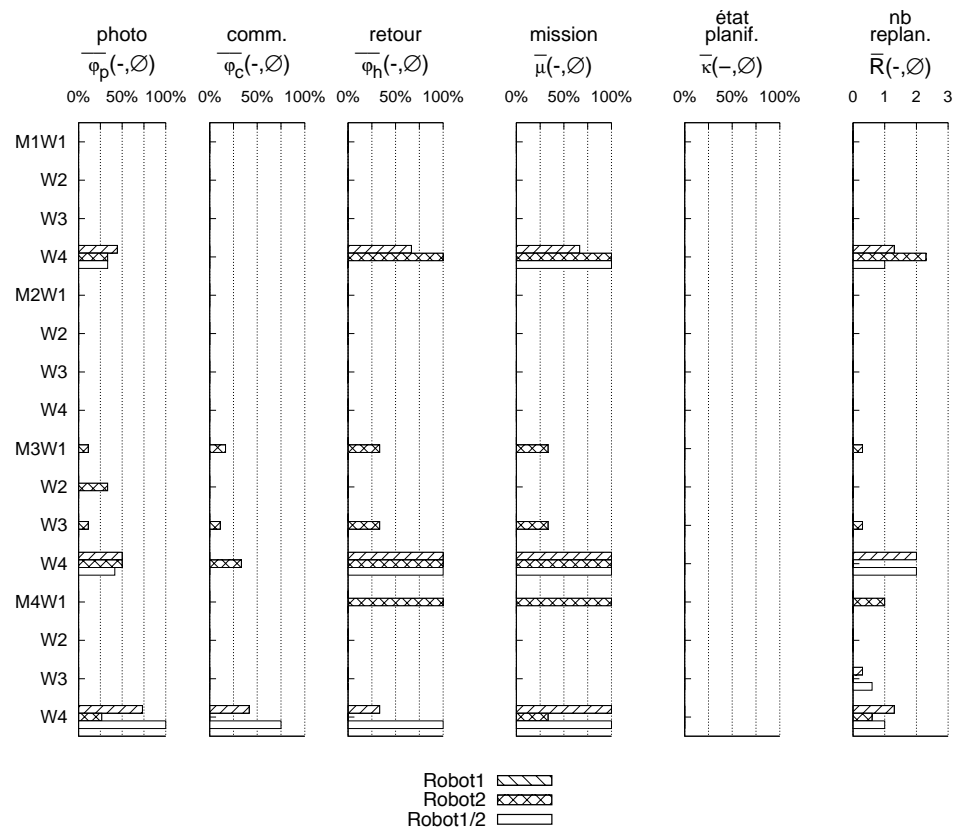 photo comm. retour mission état planif. nb replan.
φp(-,∅) φc(-,∅) φh(-,∅) μ(-,∅) κ(–,∅) R(-,∅)
0% 50% 100% 0% 50% 100% 0% 50% 100% 0% 50% 100% 0% 50% 100% 0 1 2 3
M1W1
W2
W3
W4
M2W1
W2
W3
W4
M3W1
W2
W3
W4
M4W1
W2
W3
W4
Robot1
Robot2
Robot1/2